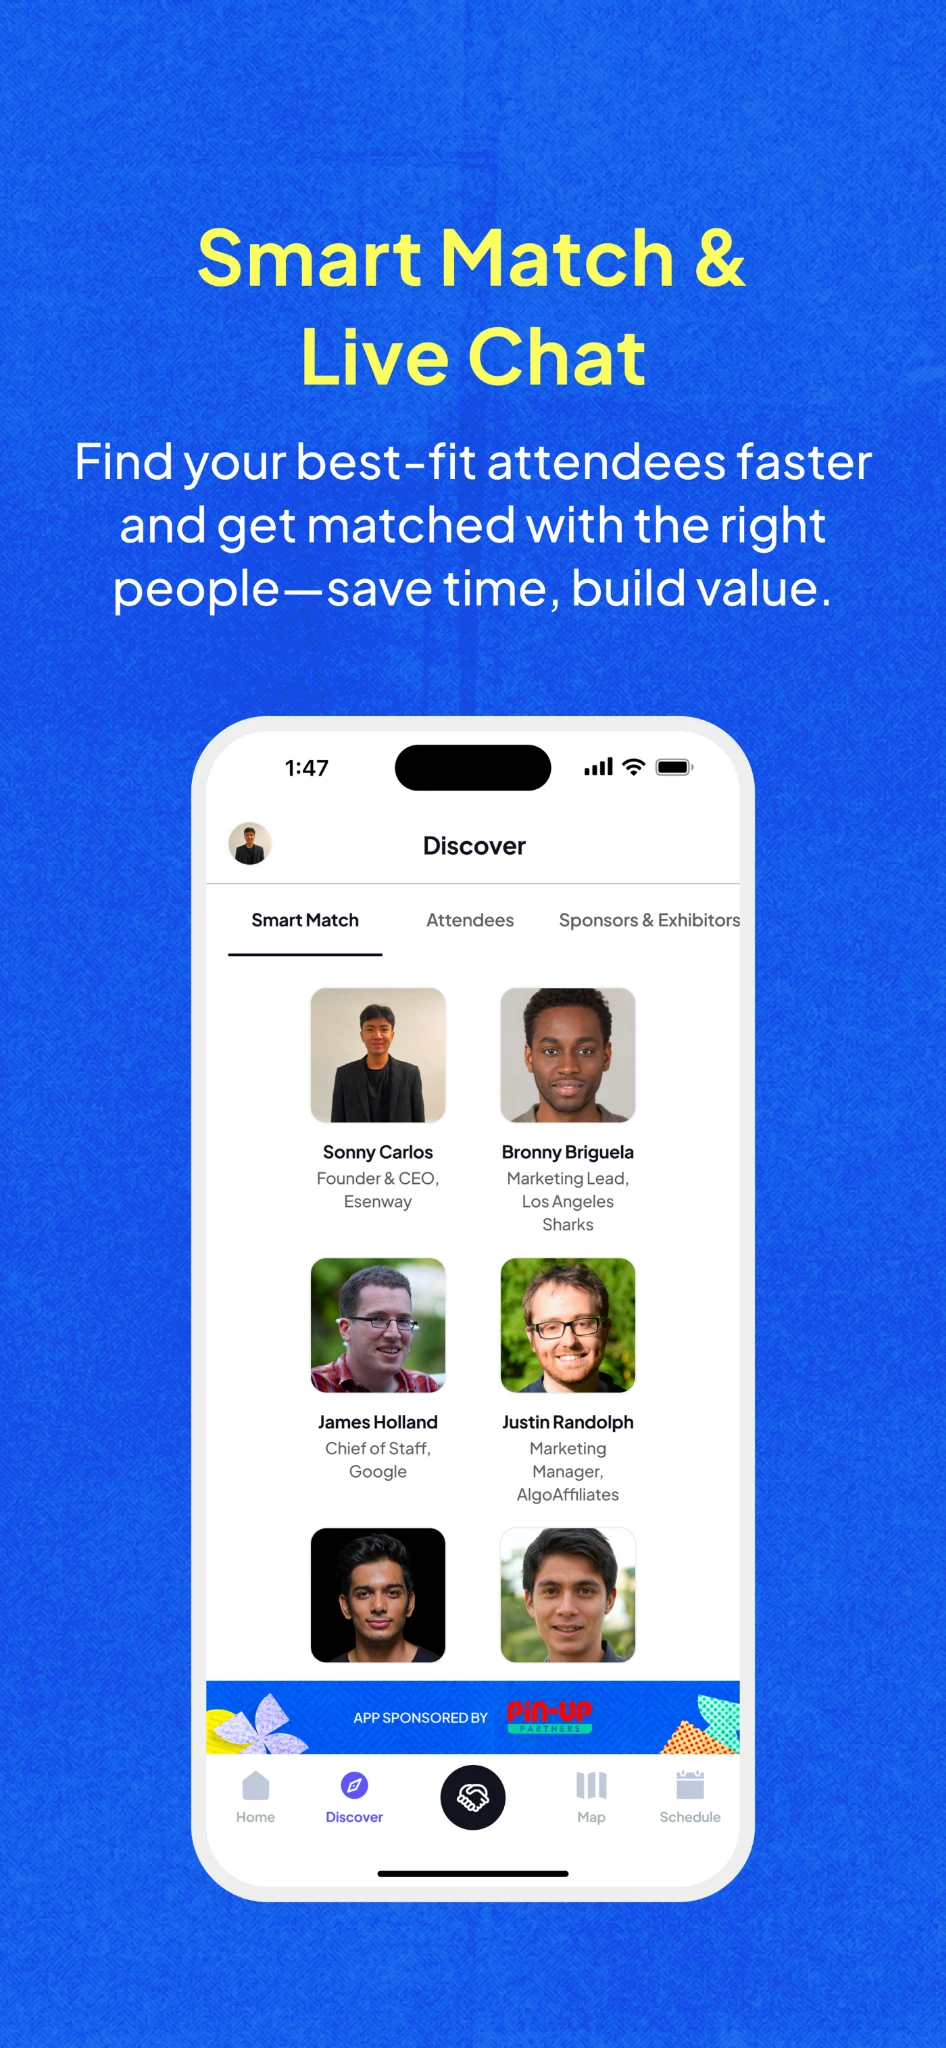 Smart Match &
Live Chat
Find your best-fit attendees faster
and get matched with the right
people—save time, build value.
1:47
Discover
Smart Match
Attendees
Sponsors & Exhibitors
Sonny Carlos
Founder & CEO,
Esenway
Bronny Briguela
Marketing Lead,
Los Angeles
Sharks
James Holland
Chief of Staff,
Google
Justin Randolph
Marketing
Manager,
AlgoAffiliates
APP SPONSORED BY
PiN-UP
PARTNERS
Home
Discover
Map
Schedule